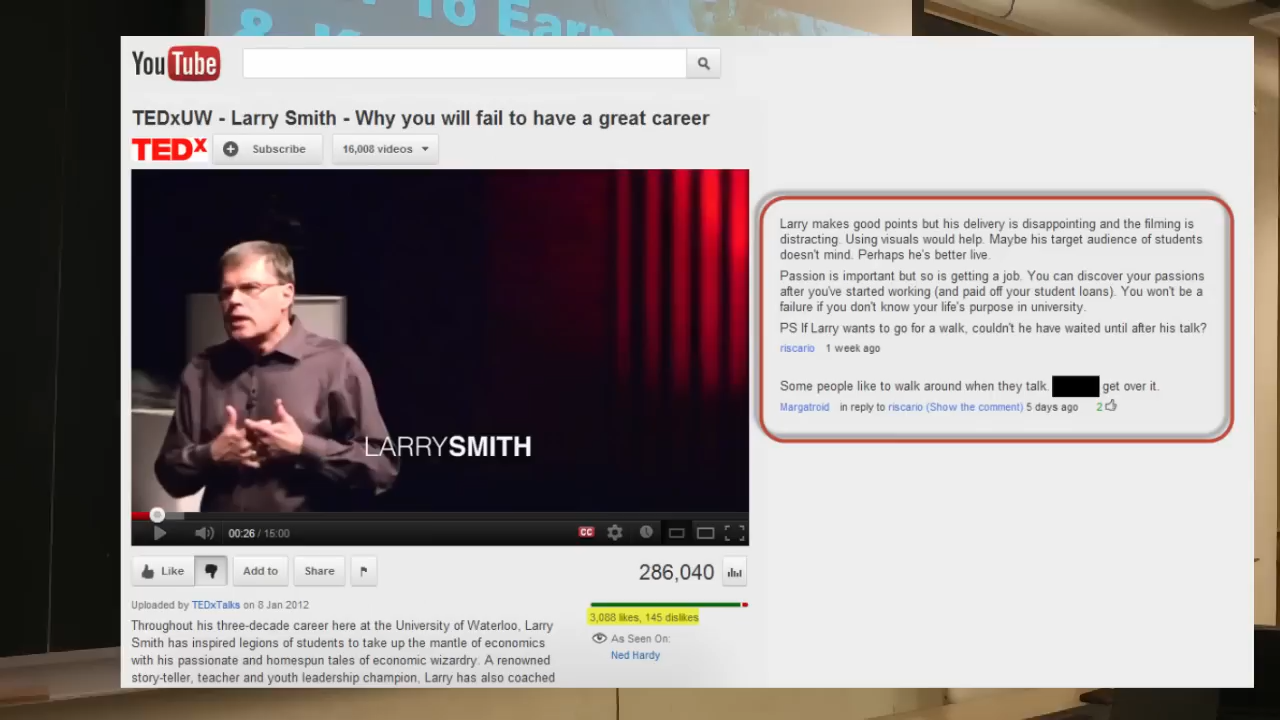 To Earn
&
YouTube
TEDxUW - Larry Smith - Why you will fail to have a great career
TEDx
Subscribe
16,008 videos
LARRYSMITH
CC
00:26 / 15:00
Like
Add to
Share
286,040
Uploaded by TEDxTalks on 8 Jan 2012
3,088 likes, 145 dislikes
As Seen On:
Ned Hardy
Throughout his three-decade career here at the University of Waterloo, Larry
Smith has inspired legions of students to take up the mantle of economics
with his passionate and homespun tales of economic wizardry. A renowned
story-teller, teacher and youth leadership champion, Larry has also coached
Larry makes good points but his delivery is disappointing and the filming is
distracting. Using visuals would help. Maybe his target audience of students
doesn't mind. Perhaps he's better live.
Passion is important but so is getting a job. You can discover your passions
after you've started working (and paid off your student loans). You won't be a
failure if you don't know your life's purpose in university.
PS If Larry wants to go for a walk, couldn't he have waited until after his talk?
riscario 1 week ago
Some people like to walk around when they talk. get over it.
Margatroid in reply to riscario (Show the comment) 5 days ago 2